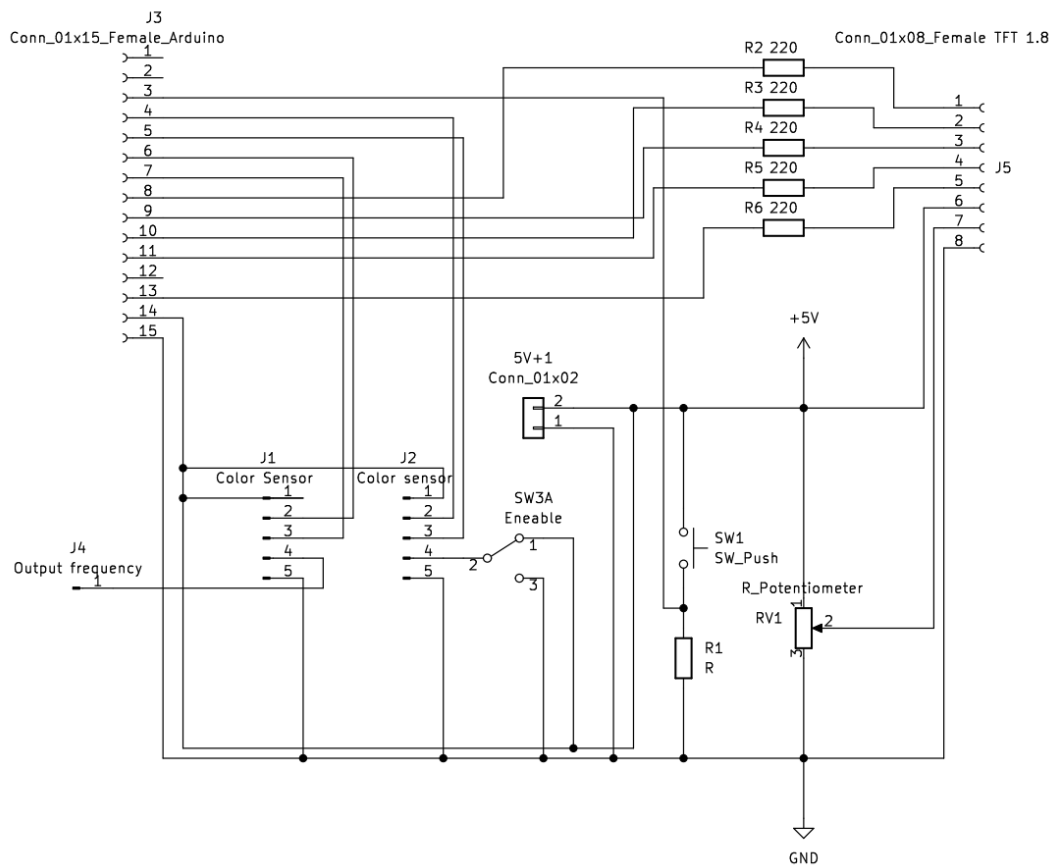 J3
Conn_01x15_Female_Arduino
1
2
3
4
5
6
7
8
9
10
11
12
13
14
15
R2 220
R3 220
R4 220
R5 220
R6 220
Conn_01x08_Female TFT 1.8
1
2
3
4
5
6
7
8
J5
+5V
5V+1
Conn_01x02
2
1
J1
Color Sensor
1
2
3
4
5
J2
Color sensor
1
2
3
4
5
SW3A
Eneable
1
2
3
J4
Output frequency
1
SW1
SW_Push
R_Potentiometer
RV1
1
2
3
R1
R
GND